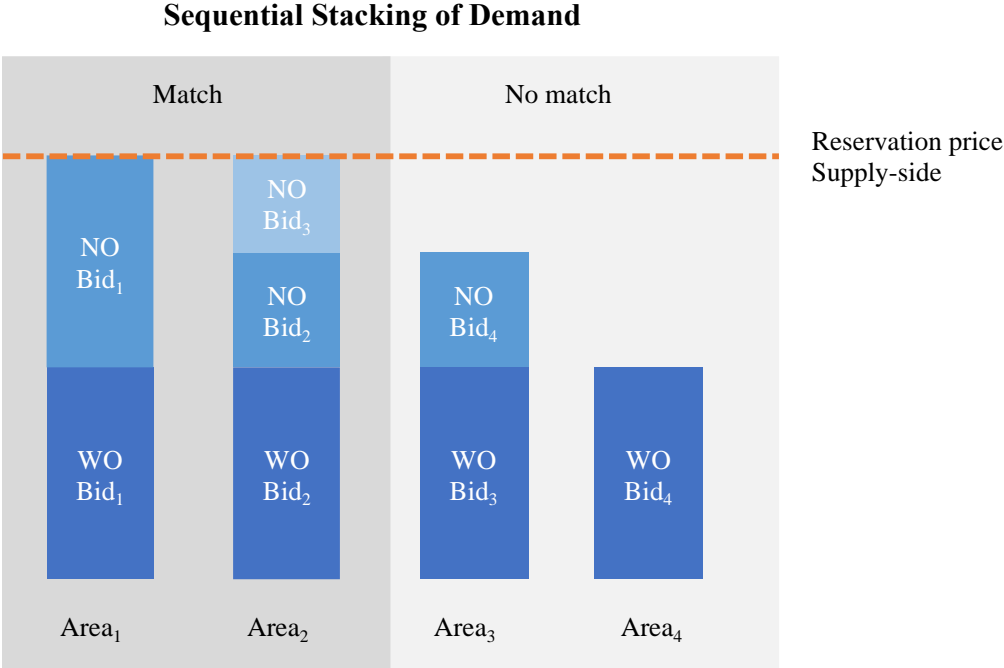 Sequential Stacking of Demand
Match
No match
Reservation price
Supply-side
NO
Bid₁
NO
Bid₃
NO
Bid₂
NO
Bid₄
WO
Bid₁
WO
Bid₂
WO
Bid₃
WO
Bid₄
Area₁
Area₂
Area₃
Area₄